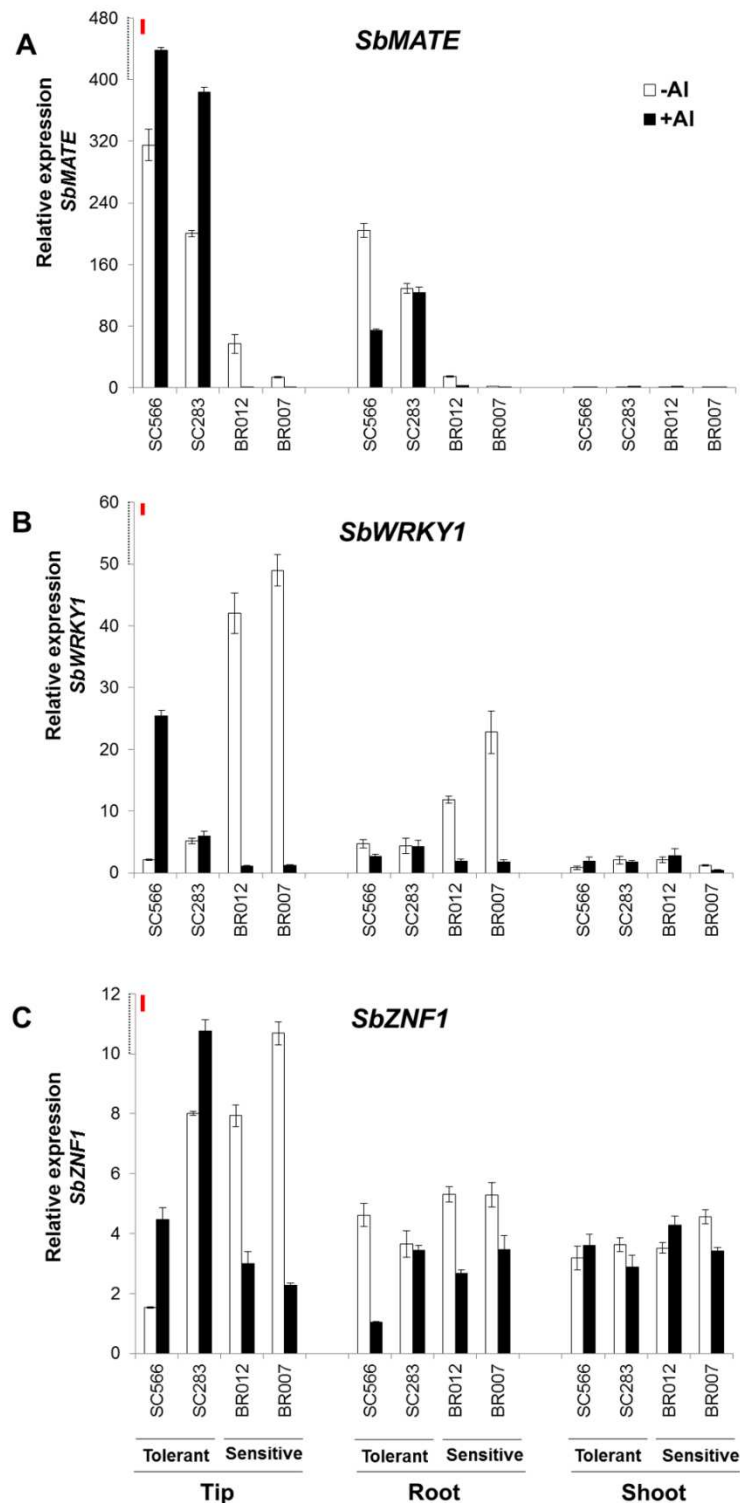 A
SbMATE
-Al
+Al
Relative expression
SbMATE
480
400
320
240
160
80
0
SC566 SC283 BR012 BR007 SC566 SC283 BR012 BR007 SC566 SC283 BR012 BR007
B
SbWRKY1
Relative expression
SbWRKY1
60
50
40
30
20
10
0
SC566 SC283 BR012 BR007 SC566 SC283 BR012 BR007 SC566 SC283 BR012 BR007
C
SbZNF1
Relative expression
SbZNF1
12
10
8
6
4
2
0
SC566 SC283 BR012 BR007 SC566 SC283 BR012 BR007 SC566 SC283 BR012 BR007
Tolerant Sensitive Tolerant Sensitive Tolerant Sensitive
Tip Root Shoot